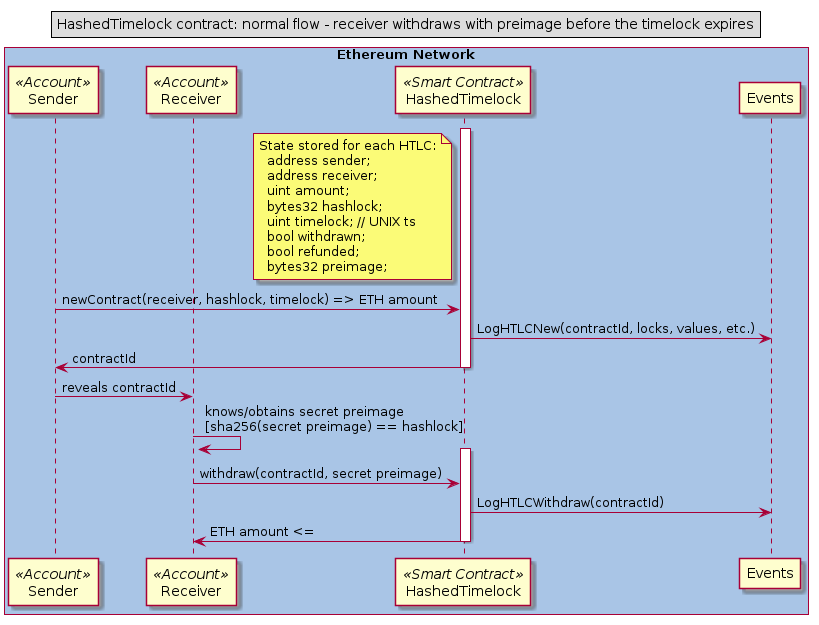 HashedTimelock contract: normal flow - receiver withdraws with preimage before the timelock expires
Ethereum Network
«Account»
Sender
«Account»
Receiver
«Smart Contract»
HashedTimelock
Events
State stored for each HTLC:
address sender;
address receiver;
uint amount;
bytes32 hashlock;
uint timelock; // UNIX ts
bool withdrawn;
bool refunded;
bytes32 preimage;
newContract(receiver, hashlock, timelock) => ETH amount
LogHTLCNew(contractId, locks, values, etc.)
contractId
reveals contractId
knows/obtains secret preimage
[sha256(secret preimage) == hashlock]
withdraw(contractId, secret preimage)
LogHTLCWithdraw(contractId)
ETH amount <=
«Account»
Sender
«Account»
Receiver
«Smart Contract»
HashedTimelock
Events